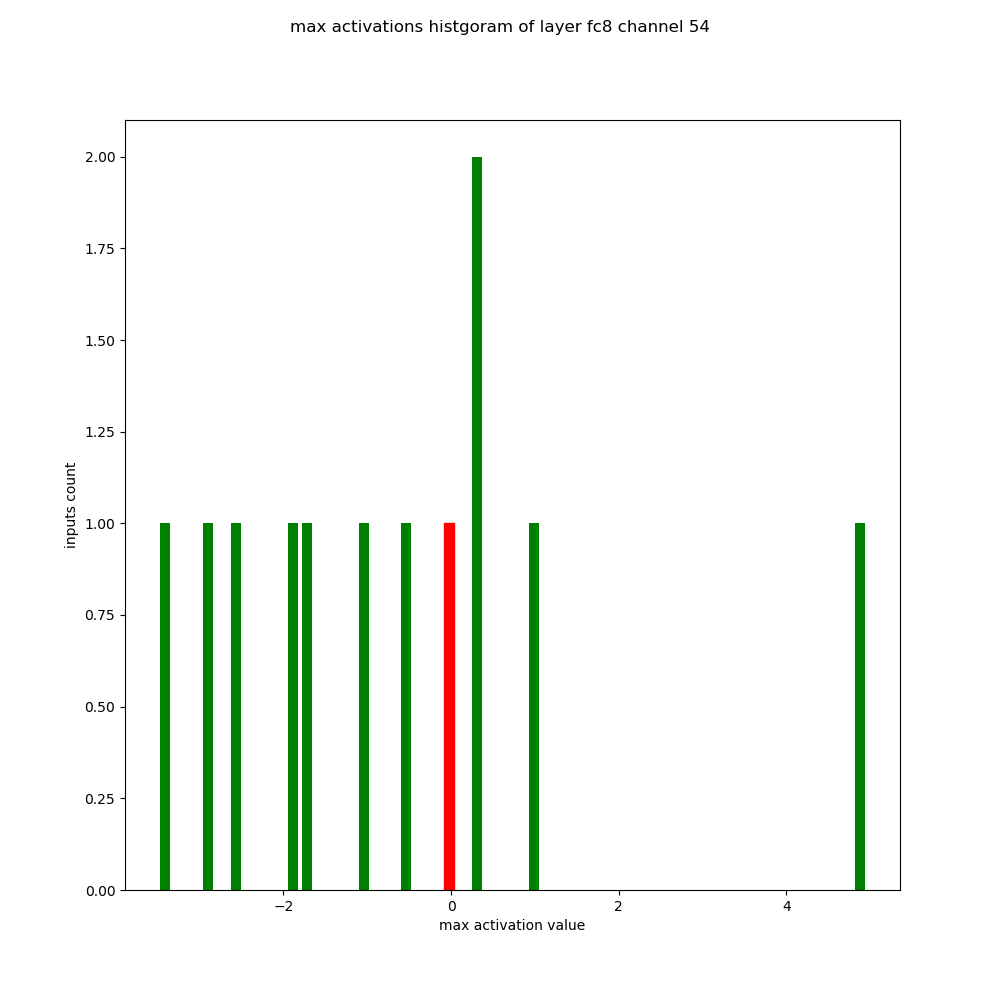 max activations histgoram of layer fc8 channel 54
2.00
1.75
1.50
1.25
1.00
0.75
0.50
0.25
0.00
inputs count
−2 0 2 4
max activation value